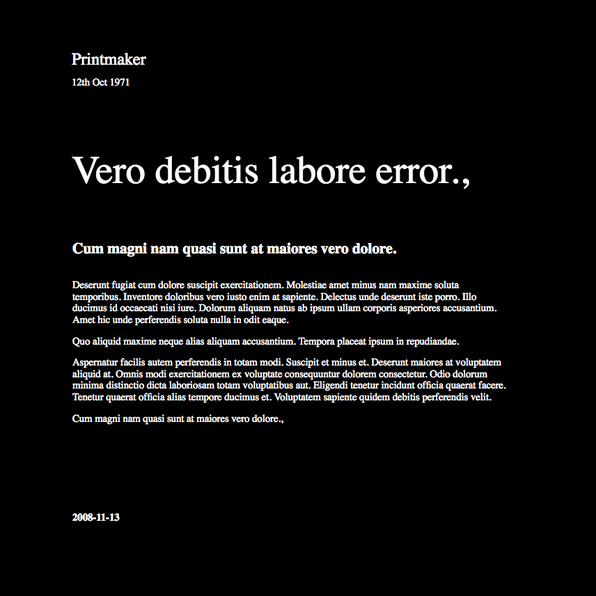 Printmaker
12th Oct 1971
Vero debitis labore error.,
Cum magni nam quasi sunt at maiores vero dolore.
Deserunt fugiat cum dolore suscipit exercitationem. Molestiae amet minus nam maxime soluta
temporibus. Inventore doloribus vero iusto enim at sapiente. Delectus unde deserunt iste porro. Illo
ducimus id occaecati nisi iure. Dolorum aliquam natus ab ipsum ullam corporis asperiores accusantium.
Amet hic unde perferendis soluta nulla in odit eaque.
Quo aliquid maxime neque alias aliquam accusantium. Tempora placeat ipsum in repudiandae.
Aspernatur facilis autem perferendis in totam modi. Suscipit et minus et. Deserunt maiores at voluptatem
aliquid at. Omnis modi exercitationem ex voluptate consequuntur dolorem consectetur. Odio dolorum
minima distinctio dicta laboriosam totam voluptatibus aut. Eligendi tenetur incidunt officia quaerat facere.
Tenetur quaerat officia alias tempore ducimus et. Voluptatem sapiente quidem debitis perferendis velit.
Cum magni nam quasi sunt at maiores vero dolore.,
2008-11-13